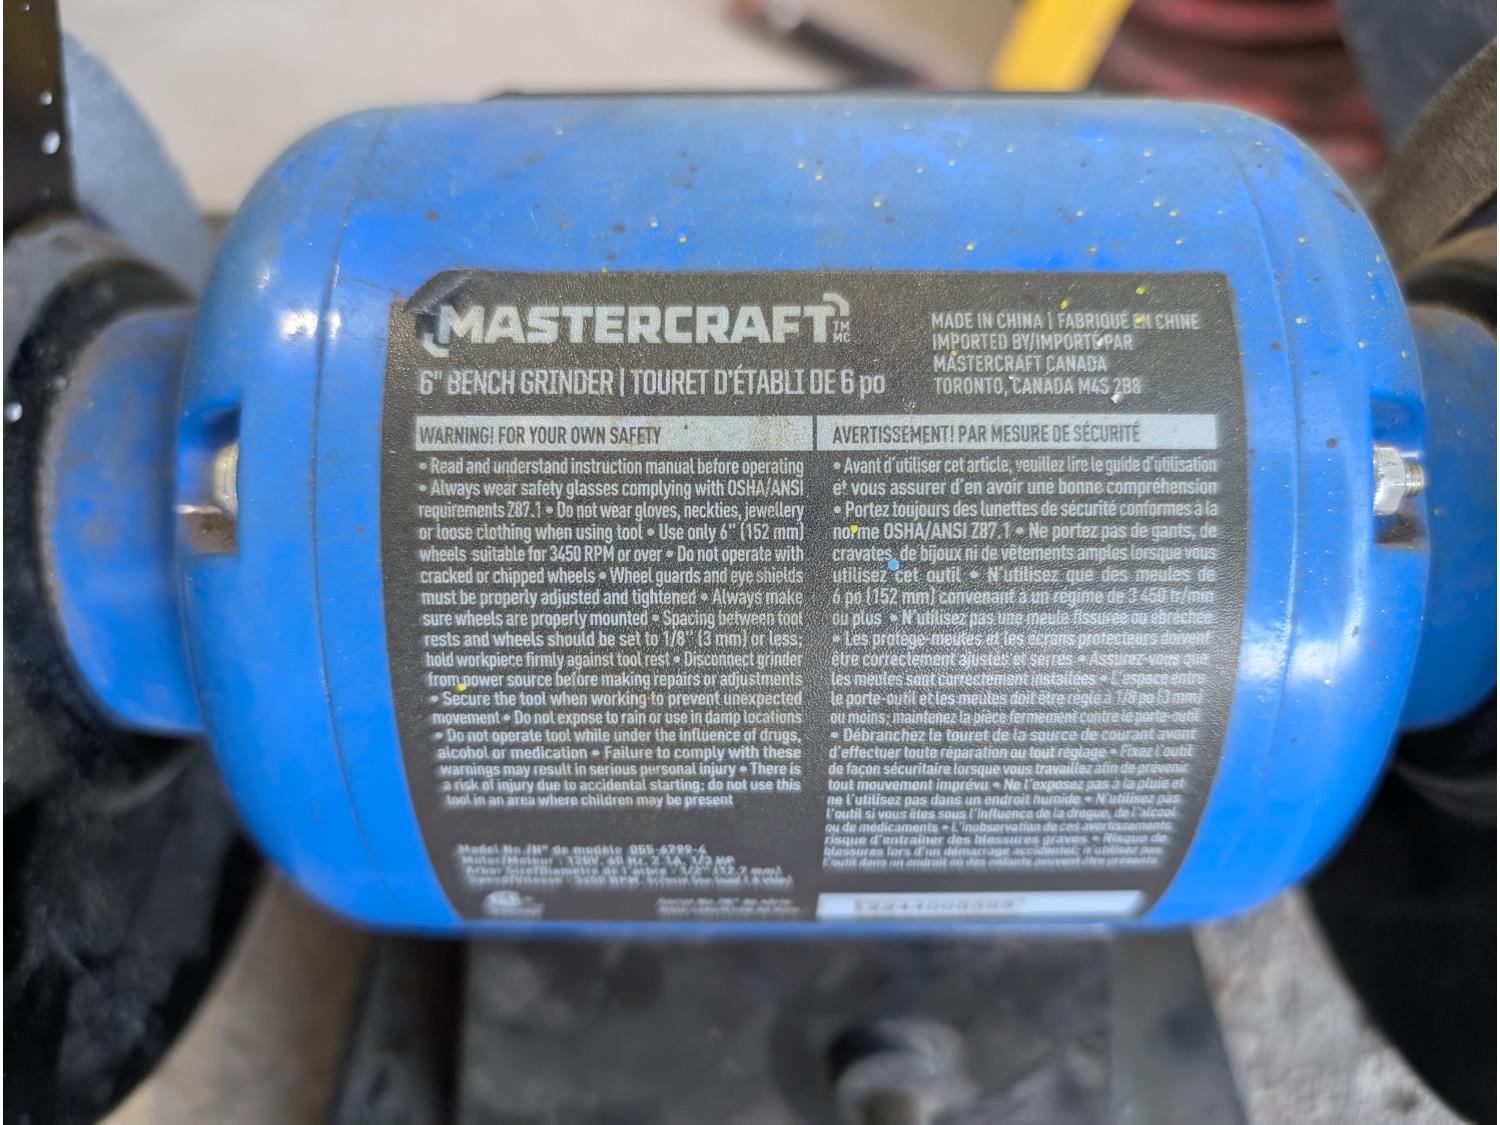 MASTERCRAFT TM MC
6" BENCH GRINDER | TOURET D'ÉTABLI DE 6 po
MADE IN CHINA | FABRIQUÉ EN CHINE
IMPORTED BY/IMPORTÉ PAR
MASTERCRAFT CANADA
TORONTO, CANADA M4S 2B8
WARNING! FOR YOUR OWN SAFETY
• Read and understand instruction manual before operating
• Always wear safety glasses complying with OSHA/ANSI
requirements Z87.1 • Do not wear gloves, neckties, jewellery
or loose clothing when using tool • Use only 6" (152 mm)
wheels suitable for 3450 RPM or over • Do not operate with
cracked or chipped wheels • Wheel guards and eye shields
must be properly adjusted and tightened • Always make
sure wheels are properly mounted • Spacing between tool
rests and wheels should be set to 1/8" (3 mm) or less;
hold workpiece firmly against tool rest • Disconnect grinder
from power source before making repairs or adjustments
• Secure the tool when working to prevent unexpected
movement • Do not expose to rain or use in damp locations
• Do not operate tool while under the influence of drugs,
alcohol or medication • Failure to comply with these
warnings may result in serious personal injury • There is
a risk of injury due to accidental starting; do not use this
tool in an area where children may be present
AVERTISSEMENT! PAR MESURE DE SÉCURITÉ
• Avant d'utiliser cet article, veuillez lire le guide d'utilisation
et vous assurer d'en avoir une bonne compréhension
• Portez toujours des lunettes de sécurité conformes à la
norme OSHA/ANSI Z87.1 • Ne portez pas de gants, de
cravates, de bijoux ni de vêtements amples lorsque vous
utilisez cet outil • N'utilisez que des meules de
6 po (152 mm) convenant à un régime de 3 450 tr/min
ou plus • N'utilisez pas une meule fissurée ou ébréchée
• Les protège-meules et les écrans protecteurs doivent
être correctement ajustés et serrés • Assurez-vous que
les meules sont correctement installées • L'espace entre
le porte-outil et les meules doit être réglé à 1/8 po (3 mm)
ou moins; maintenez la pièce fermement contre le porte-outil
• Débranchez le touret de la source de courant avant
d'effectuer toute réparation ou tout réglage • Fixez l'outil
de façon sécuritaire lorsque vous travaillez afin de prévenir
tout mouvement imprévu • Ne l'exposez pas à la pluie et
ne l'utilisez pas dans un endroit humide • N'utilisez pas
l'outil si vous êtes sous l'influence de la drogue, de l'alcool
ou de médicaments • L'inobservation de ces avertissements
risque d'entraîner des blessures graves • Risque de
blessures lors d'un démarrage accidentel, n'utilisez pas
l'outil dans un endroit où des enfants peuvent être présents
Model No./N° de modèle : 055-6799-4
Motor/Moteur : 120V, 60 Hz, 2.1A, 1/3 HP
Arbor Size/Diamètre de l'arbre : 1/2" (12.7 mm)
Speed/Vitesse : 3450 RPM
Serial No./N° de série